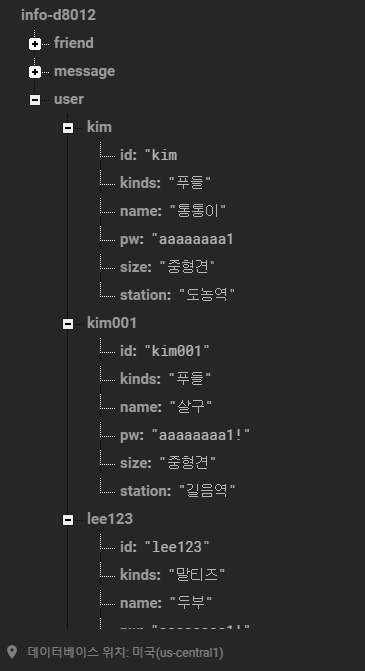 info-d8012
friend
message
user
kim
id: "kim
kinds: "푸들"
name: "통통이"
pw: "aaaaaaaa1
size: "중형견"
station: "도농역"
kim001
id: "kim001"
kinds: "푸들"
name: "살구"
pw: "aaaaaaaa1!"
size: "중형견"
station: "길음역"
lee123
id: "lee123"
kinds: "말티즈"
name: "두부"
pw: "aaaaaaaa1!"
데이터베이스 위치: 미국(us-central1)